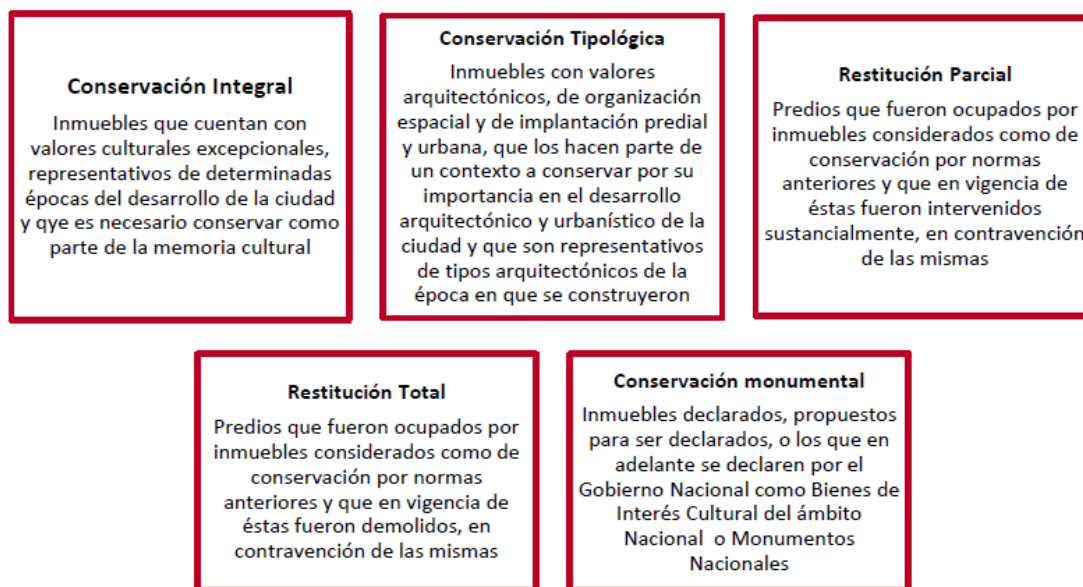 Conservación Integral
Inmuebles que cuentan con
valores culturales excepcionales,
representativos de determinadas
épocas del desarrollo de la ciudad
y qye es necesario conservar como
parte de la memoria cultural
Conservación Tipológica
Inmuebles con valores
arquitectónicos, de organización
espacial y de implantación predial
y urbana, que los hacen parte de
un contexto a conservar por su
importancia en el desarrollo
arquitectónico y urbanístico de la
ciudad y que son representativos
de tipos arquitectónicos de la
época en que se construyeron
Restitución Parcial
Predios que fueron ocupados por
inmuebles considerados como de
conservación por normas
anteriores y que en vigencia de
éstas fueron intervenidos
sustancialmente, en contravención
de las mismas
Restitución Total
Predios que fueron ocupados por
inmuebles considerados como de
conservación por normas
anteriores y que en vigencia de
éstas fueron demolidos, en
contravención de las mismas
Conservación monumental
Inmuebles declarados, propuestos
para ser declarados, o los que en
adelante se declaren por el
Gobierno Nacional como Bienes de
Interés Cultural del ámbito
Nacional o Monumentos
Nacionales